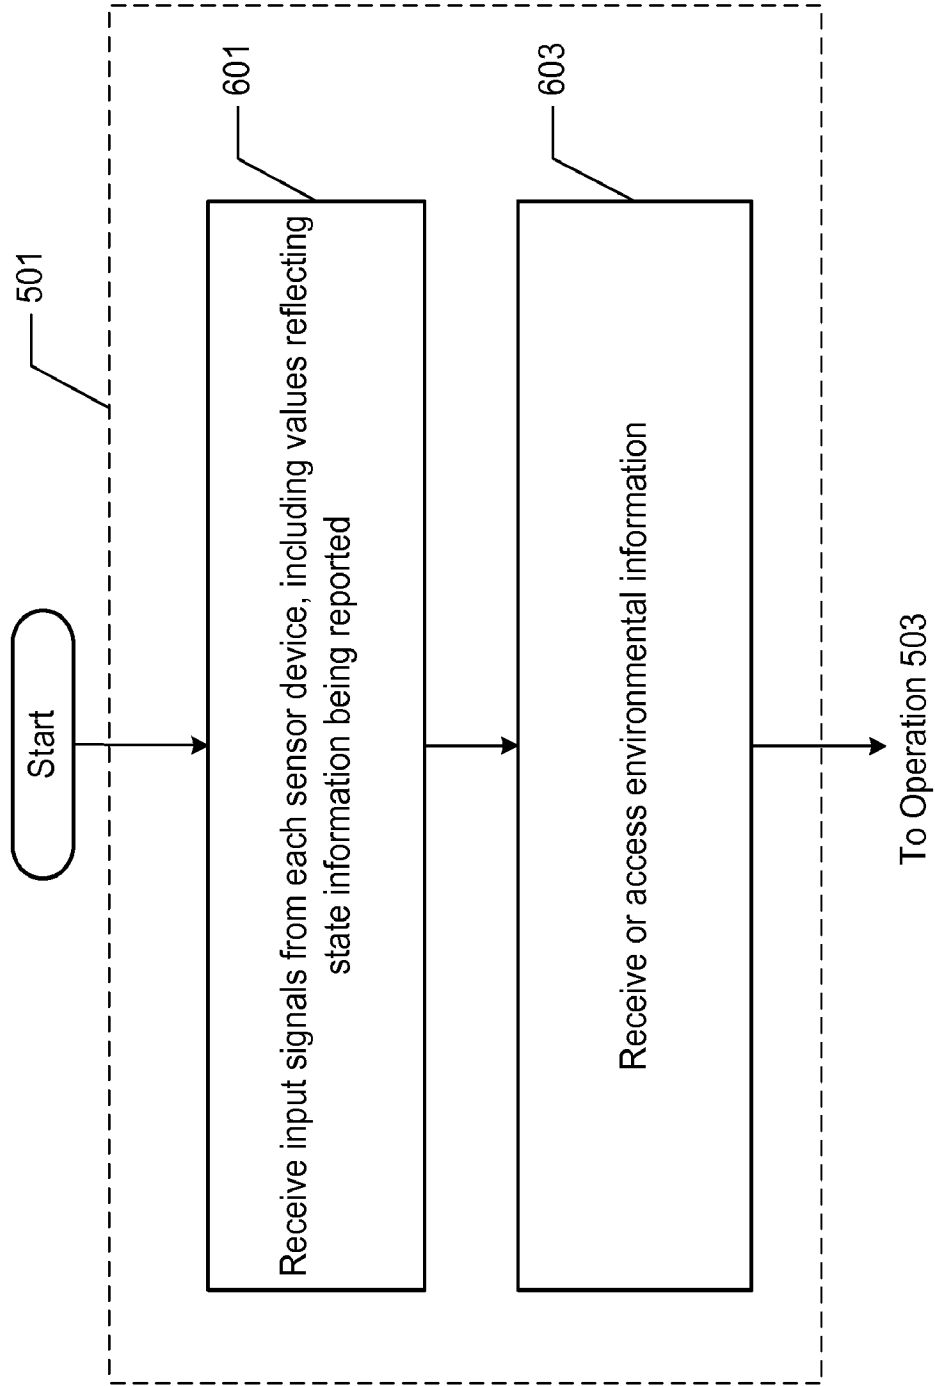 Start
501
601
Receive input signals from each sensor device, including values reflecting
state information being reported
603
Receive or access environmental information
To Operation 503